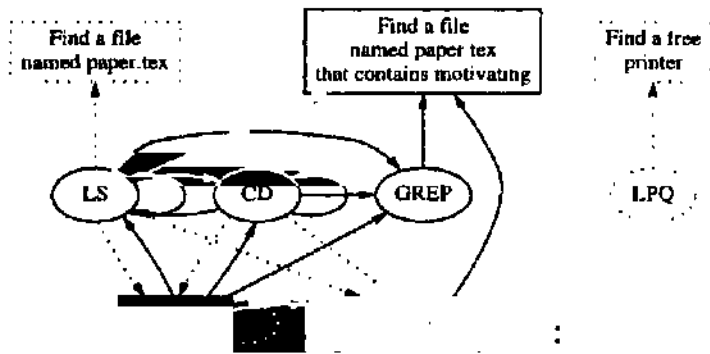 Find a file
named paper.tex
Find a file
named paper tex
that contains motivating
Find a free
printer
LS
CD
GREP
LPQ